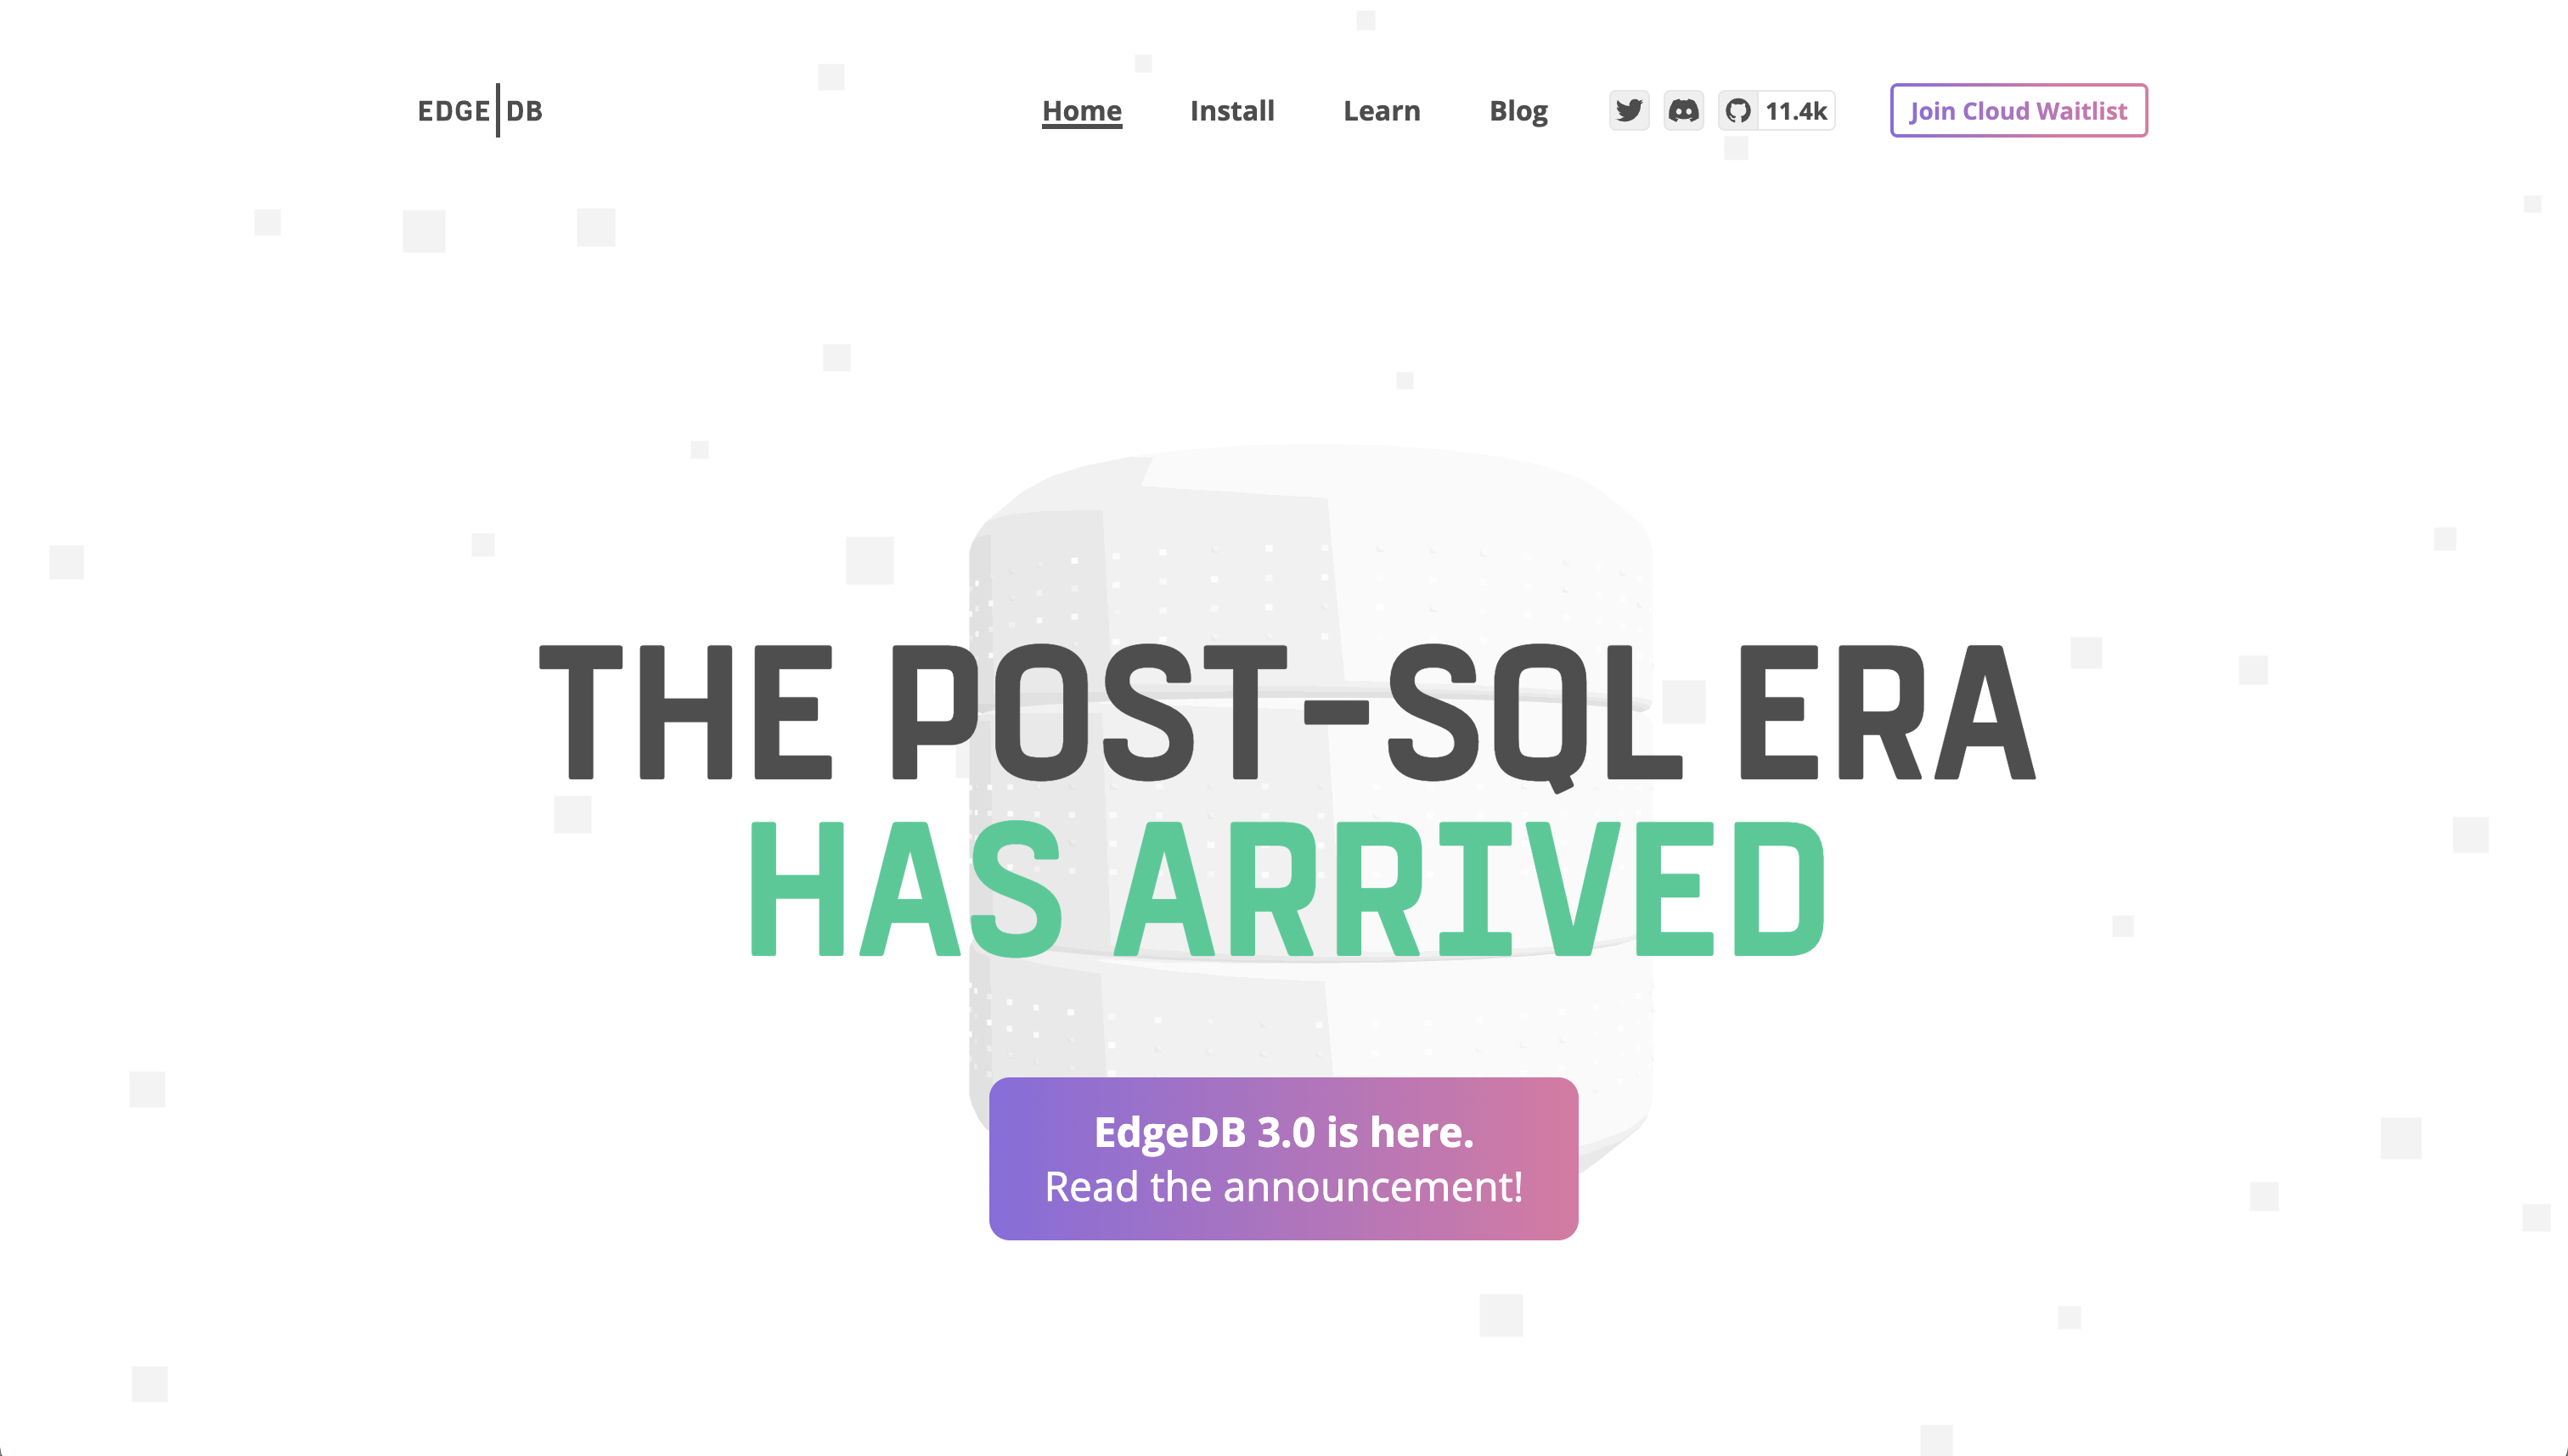 EDGE|DB
Home Install Learn Blog 11.4k Join Cloud Waitlist
THE POST-SQL ERA
HAS ARRIVED
EdgeDB 3.0 is here.
Read the announcement!